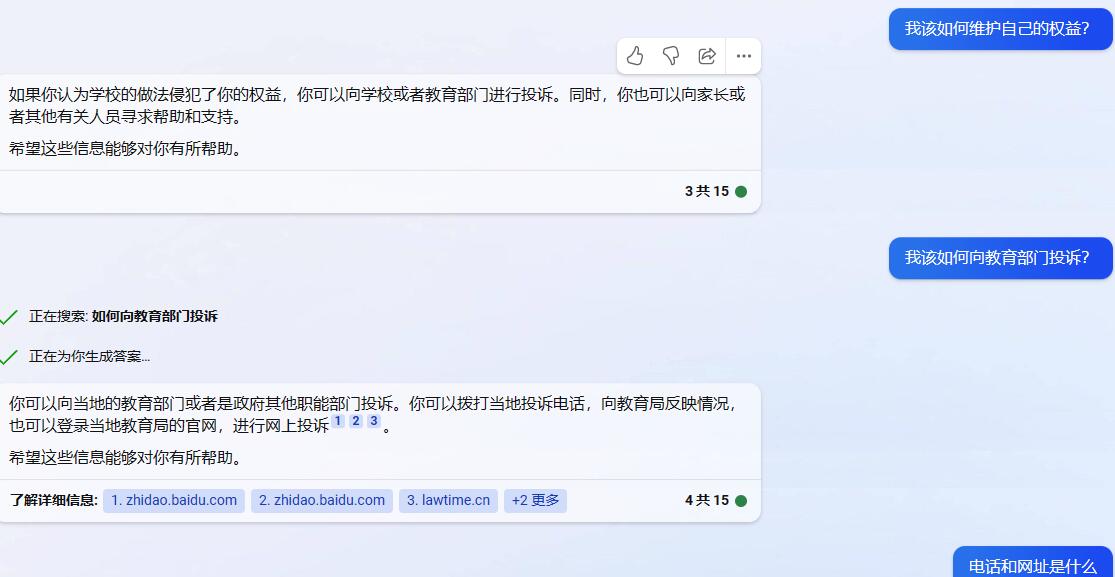 我该如何维护自己的权益？
如果你认为学校的做法侵犯了你的权益，你可以向学校或者教育部门进行投诉。同时，你也可以向家长或
者其他有关人员寻求帮助和支持。
希望这些信息能够对你有所帮助。
3 共 15
我该如何向教育部门投诉？
正在搜索: 如何向教育部门投诉
正在为你生成答案...
你可以向当地的教育部门或者是政府其他职能部门投诉。你可以拨打当地投诉电话，向教育局反映情况，
也可以登录当地教育局的官网，进行网上投诉 1 2 3 。
希望这些信息能够对你有所帮助。
了解详细信息: 1. zhidao.baidu.com 2. zhidao.baidu.com 3. lawtime.cn +2 更多 4 共 15
电话和网址是什么